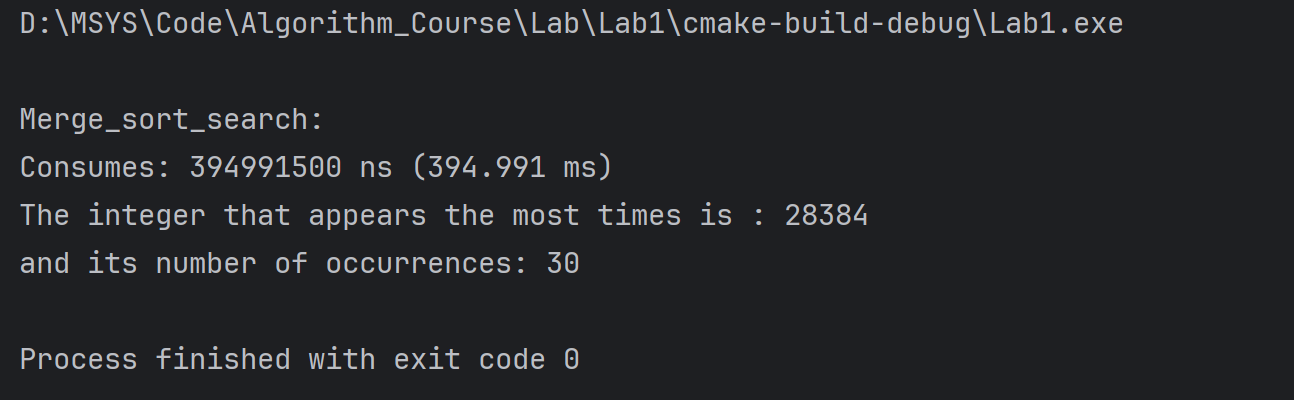 D:\MSYS\Code\Algorithm_Course\Lab\Lab1\cmake-build-debug\Lab1.exe
Merge_sort_search:
Consumes: 394991500 ns (394.991 ms)
The integer that appears the most times is : 28384
and its number of occurrences: 30
Process finished with exit code 0